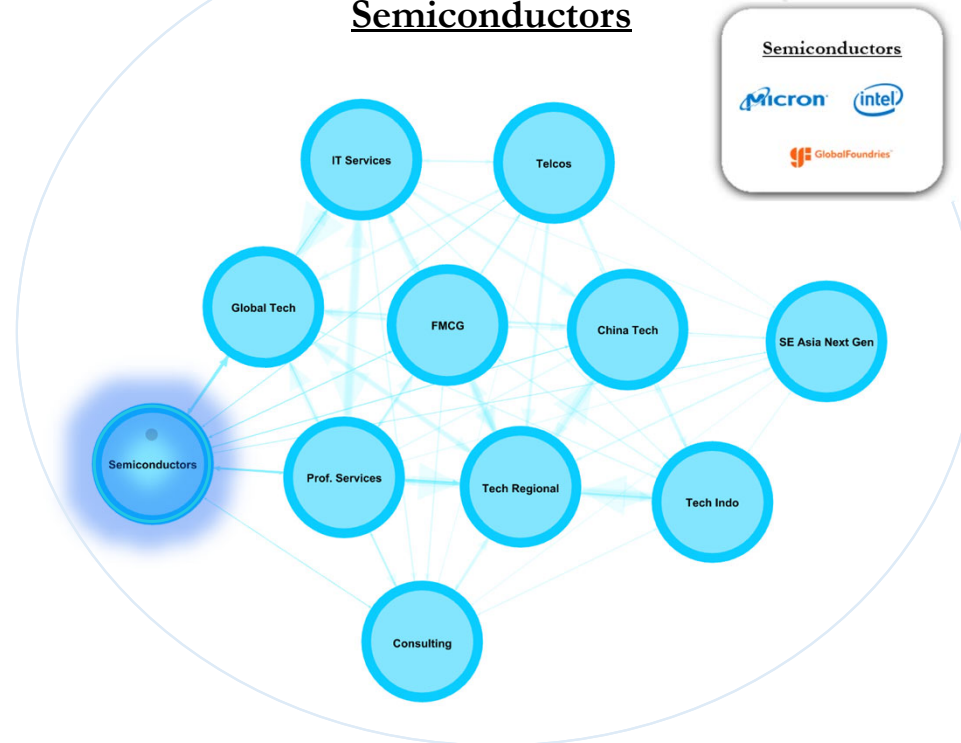 Semiconductors
Semiconductors
Micron
intel
GlobalFoundries
IT Services
Telcos
Global Tech
FMCG
China Tech
SE Asia Next Gen
Semiconductors
Prof. Services
Tech Regional
Tech Indo
Consulting